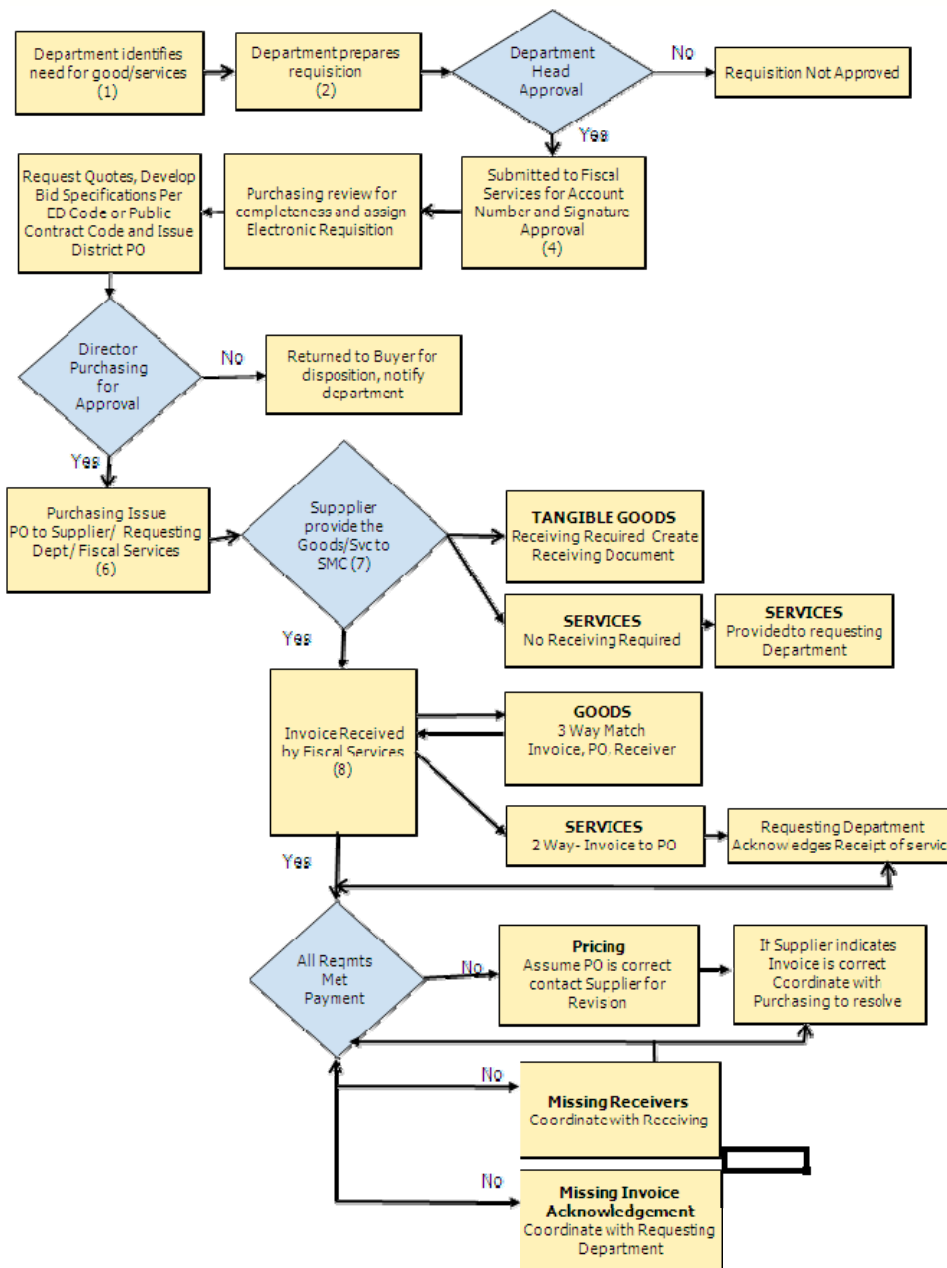 Department identifies
need for good/services
(1)
Department prepares
requisition
(2)
Department
Head
Approval
No
Requisition Not Approved
Yes
Request Quotes, Develop
Bid Specifications Per
ED Code or Public
Contract Code and Issue
District PO
Purchasing review for
completeness and assign
Electronic Requisition
Submitted to Fiscal
Services for Account
Number and Signature
Approval
(4)
Director
Purchasing
for
Approval
No
Returned to Buyer for
disposition, notify
department
Yes
Purchasing Issue
PO to Supplier/ Requesting
Dept/ Fiscal Services
(6)
Suppplier
provide the
Goods/Svc to
SMC (7)
TANGIBLE GOODS
Receiving Required Create
Receiving Document
SERVICES
No Receiving Required
SERVICES
Provided to requesting
Department
Yes
Invoice Received
by Fiscal Services
(8)
GOODS
3 Way Match
Invoice, PO, Receiver
SERVICES
2 Way- Invoice to PO
Requesting Department
Acknowledges Receipt of servic
Yes
All Reqmts
Met
Payment
No
Pricing
Assume PO is correct
contact Supplier for
Revision
If Supplier indicates
Invoice is correct
Coordinate with
Purchasing to resolve
No
Missing Receivers
Coordinate with Receiving
No
Missing Invoice
Acknowledgement
Coordinate with Requesting
Department